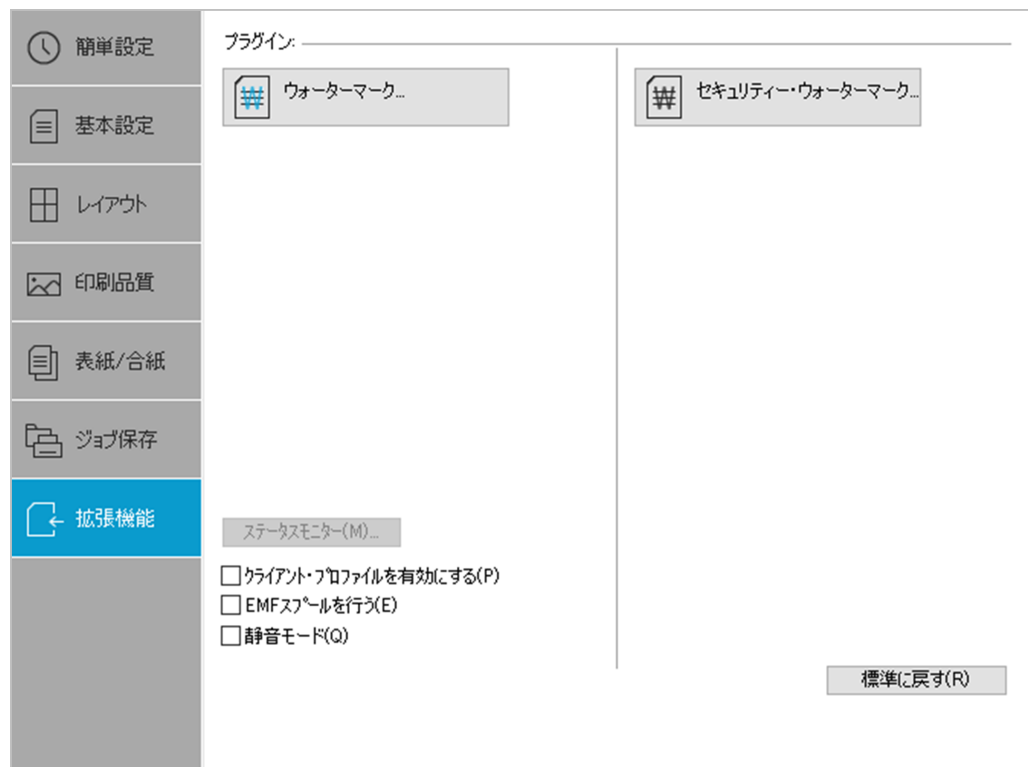 簡単設定
基本設定
レイアウト
印刷品質
表紙/合紙
ジョブ保存
拡張機能
プラグイン:
ウォーターマーク...
セキュリティー・ウォーターマーク...
ステータスモニター(M)...
クライアント・プロファイルを有効にする(P)
EMFスプールを行う(E)
静音モード(Q)
標準に戻す(R)